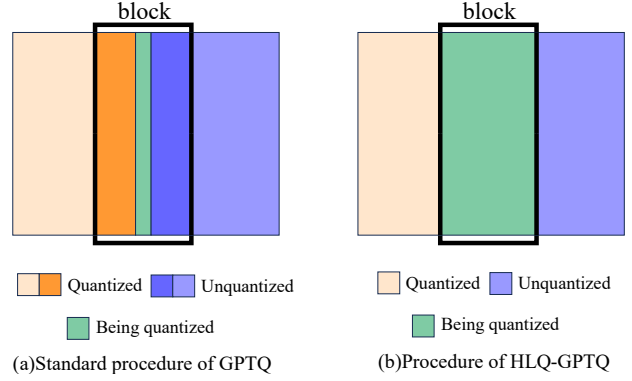 block
Quantized
Unquantized
Being quantized
(a)Standard procedure of GPTQ
block
Quantized
Unquantized
Being quantized
(b)Procedure of HLQ-GPTQ